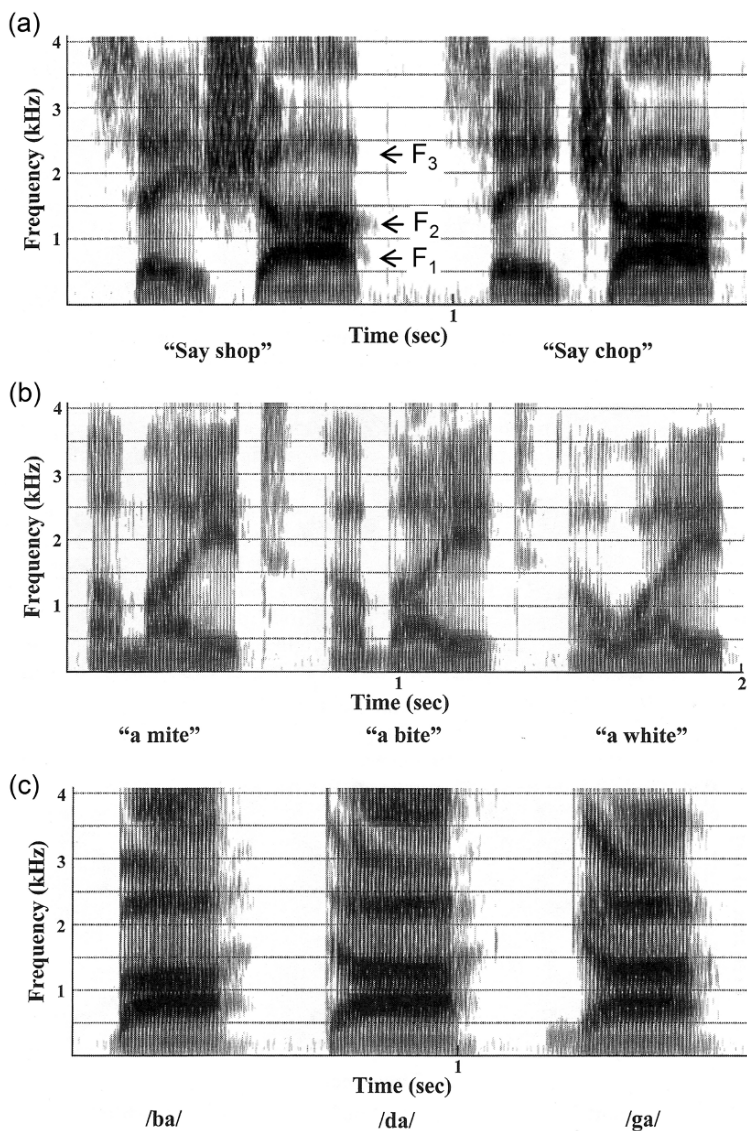 (a)
4
3
2
1
Frequency (kHz)
← F3
← F2
← F1
1
Time (sec)
“Say shop” “Say chop”
(b)
4
3
2
1
Frequency (kHz)
1 2
Time (sec)
“a mite” “a bite” “a white”
(c)
4
3
2
1
Frequency (kHz)
1
Time (sec)
/ba/ /da/ /ga/